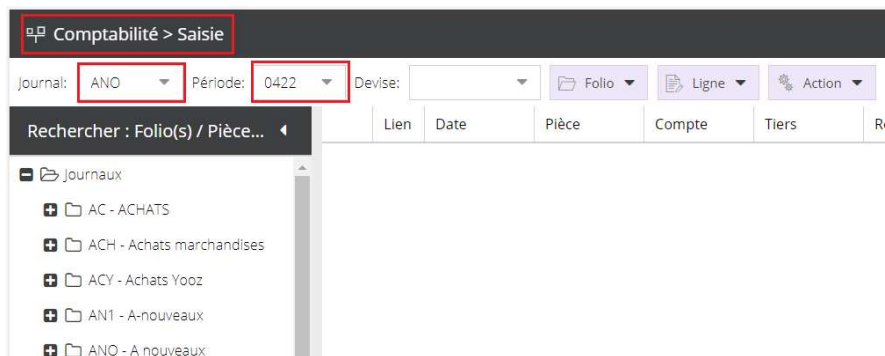 Comptabilité > Saisie
Journal: ANO Période: 0422 Devise: Folio Ligne Action
Rechercher : Folio(s) / Pièce... Lien Date Pièce Compte Tiers
Journaux
AC - ACHATS
ACH - Achats marchandises
ACY - Achats Yooz
AN1 - A-nouveaux
ANO - A nouveaux